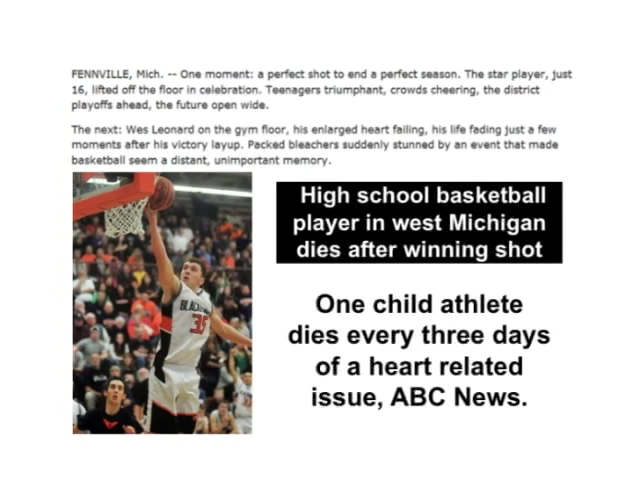 FENNVILLE, Mich. -- One moment: a perfect shot to end a perfect season. The star player, just
16, lifted off the floor in celebration. Teenagers triumphant, crowds cheering, the district
playoffs ahead, the future open wide.
The next: Wes Leonard on the gym floor, his enlarged heart failing, his life fading just a few
moments after his victory layup. Packed bleachers suddenly stunned by an event that made
basketball seem a distant, unimportant memory.
High school basketball
player in west Michigan
dies after winning shot
One child athlete
dies every three days
of a heart related
issue, ABC News.
35